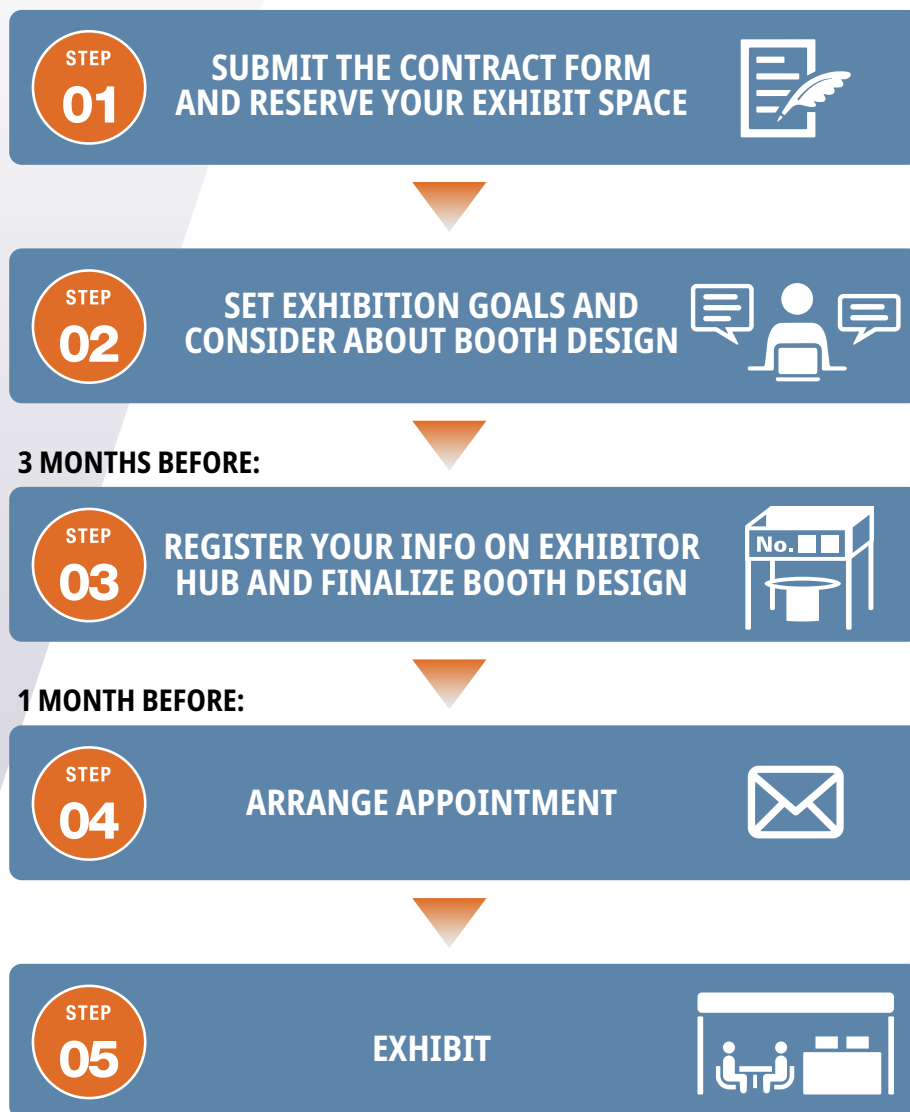 STEP
01
SUBMIT THE CONTRACT FORM
AND RESERVE YOUR EXHIBIT SPACE
STEP
02
SET EXHIBITION GOALS AND
CONSIDER ABOUT BOOTH DESIGN
3 MONTHS BEFORE:
STEP
03
REGISTER YOUR INFO ON EXHIBITOR
HUB AND FINALIZE BOOTH DESIGN
No.
1 MONTH BEFORE:
STEP
04
ARRANGE APPOINTMENT
STEP
05
EXHIBIT